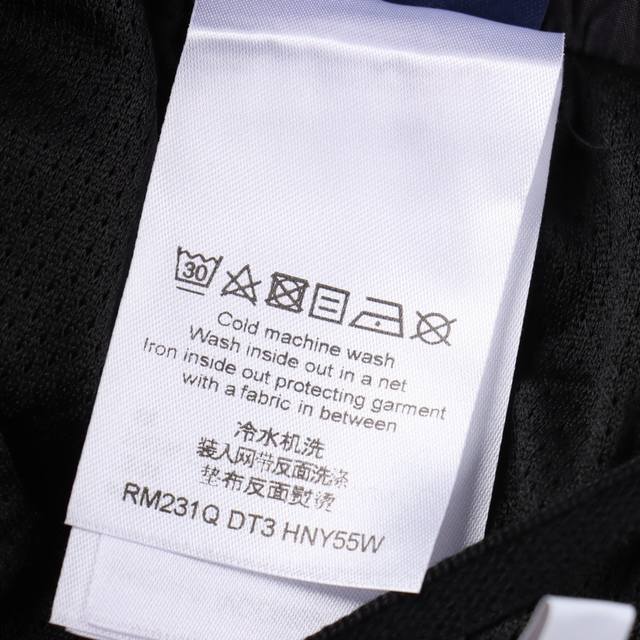 30
Cold machine wash
Wash inside out in a net
Iron inside out protecting garment
with a fabric in between
冷水机洗
装入网带反面洗涤
垫布反面熨烫
RM231Q DT3 HNY55W